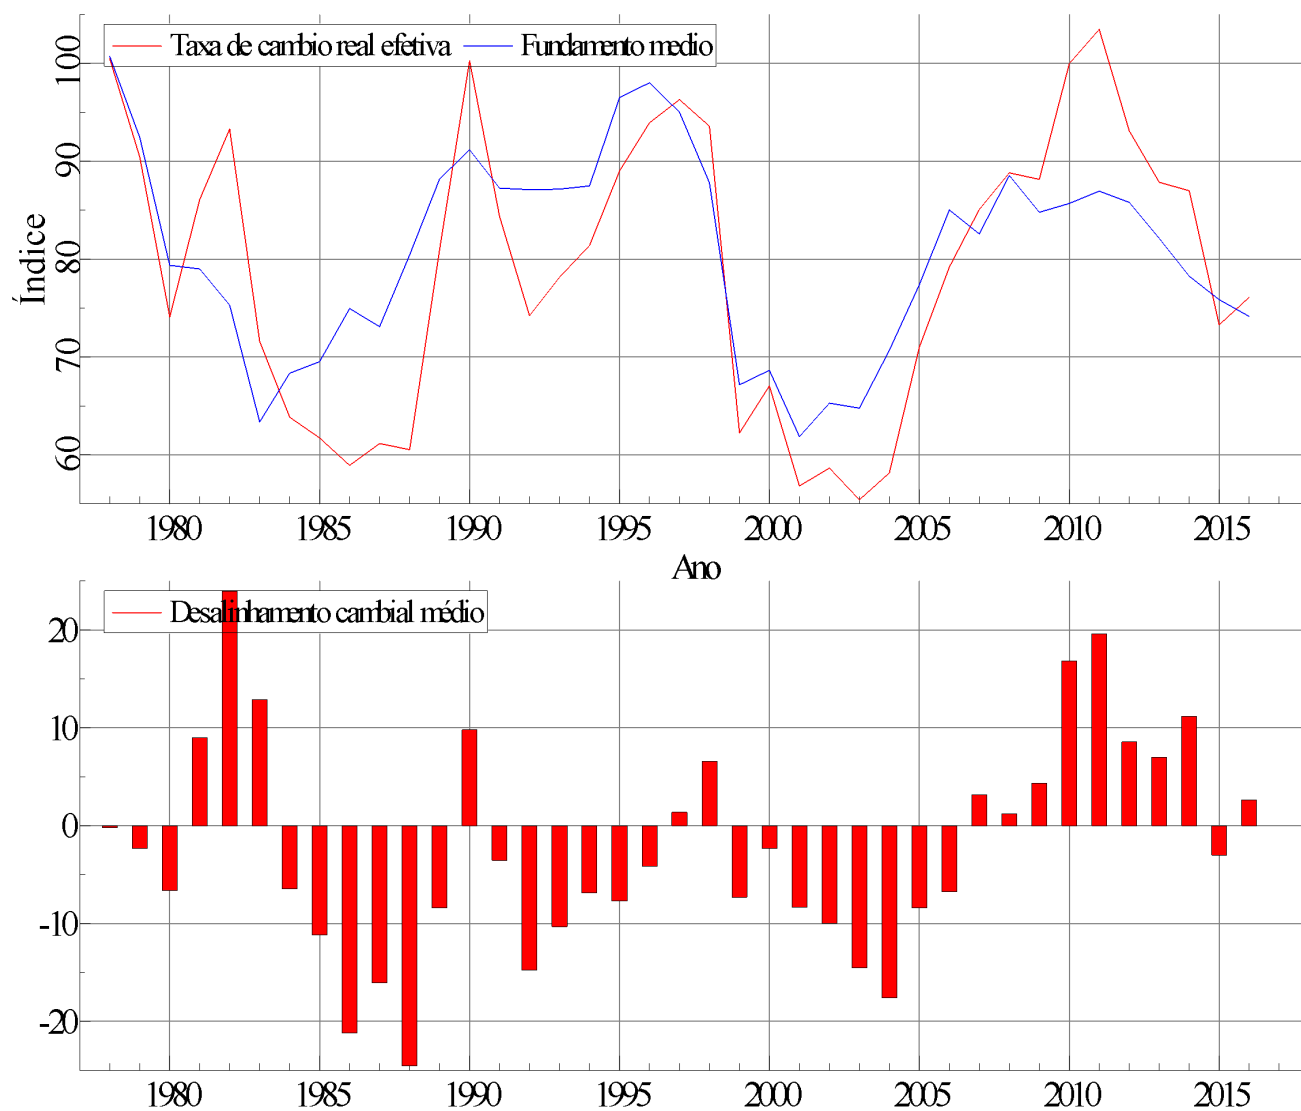 Taxa de cambio real efetiva Fundamento medio
100
90
80
70
60
Índice
1980 1985 1990 1995 2000 2005 2010 2015
Ano
Desalinhamento cambial médio
20
10
0
-10
-20
1980 1985 1990 1995 2000 2005 2010 2015